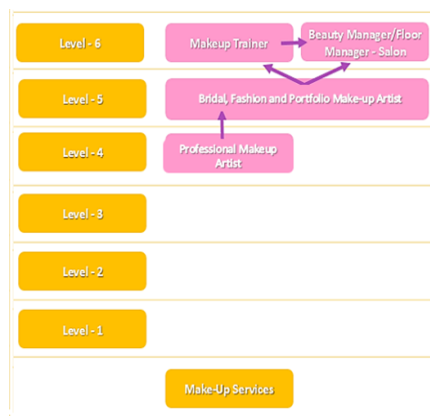 Level - 6
Makeup Trainer
Beauty Manager/Floor
Manager - Salon
Level - 5
Bridal, Fashion and Portfolio Make-up Artist
Level - 4
Professional Makeup
Artist
Level - 3
Level - 2
Level - 1
Make-Up Services